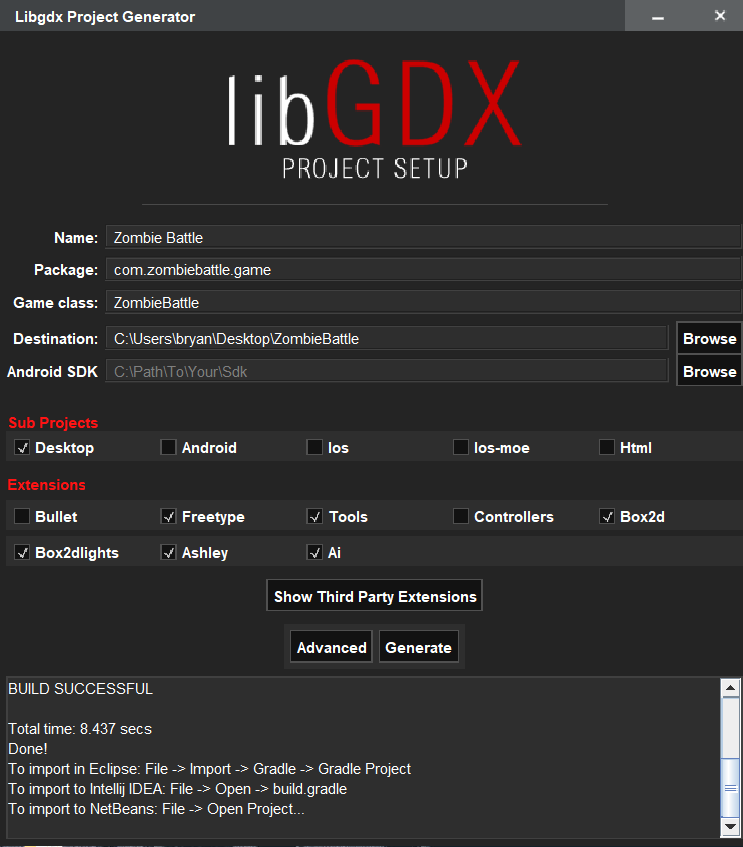 Libgdx Project Generator
libGDX
PROJECT SETUP
Name: Zombie Battle
Package: com.zombiebattle.game
Game class: ZombieBattle
Destination: C:\Users\bryan\Desktop\ZombieBattle Browse
Android SDK C:\Path\To\Your\Sdk Browse
Sub Projects
Desktop Android Ios Ios-moe Html
Extensions
Bullet Freetype Tools Controllers Box2d
Box2dlights Ashley Ai
Show Third Party Extensions
Advanced Generate
BUILD SUCCESSFUL
Total time: 8.437 secs
Done!
To import in Eclipse: File -> Import -> Gradle -> Gradle Project
To import to Intellij IDEA: File -> Open -> build.gradle
To import to NetBeans: File -> Open Project...